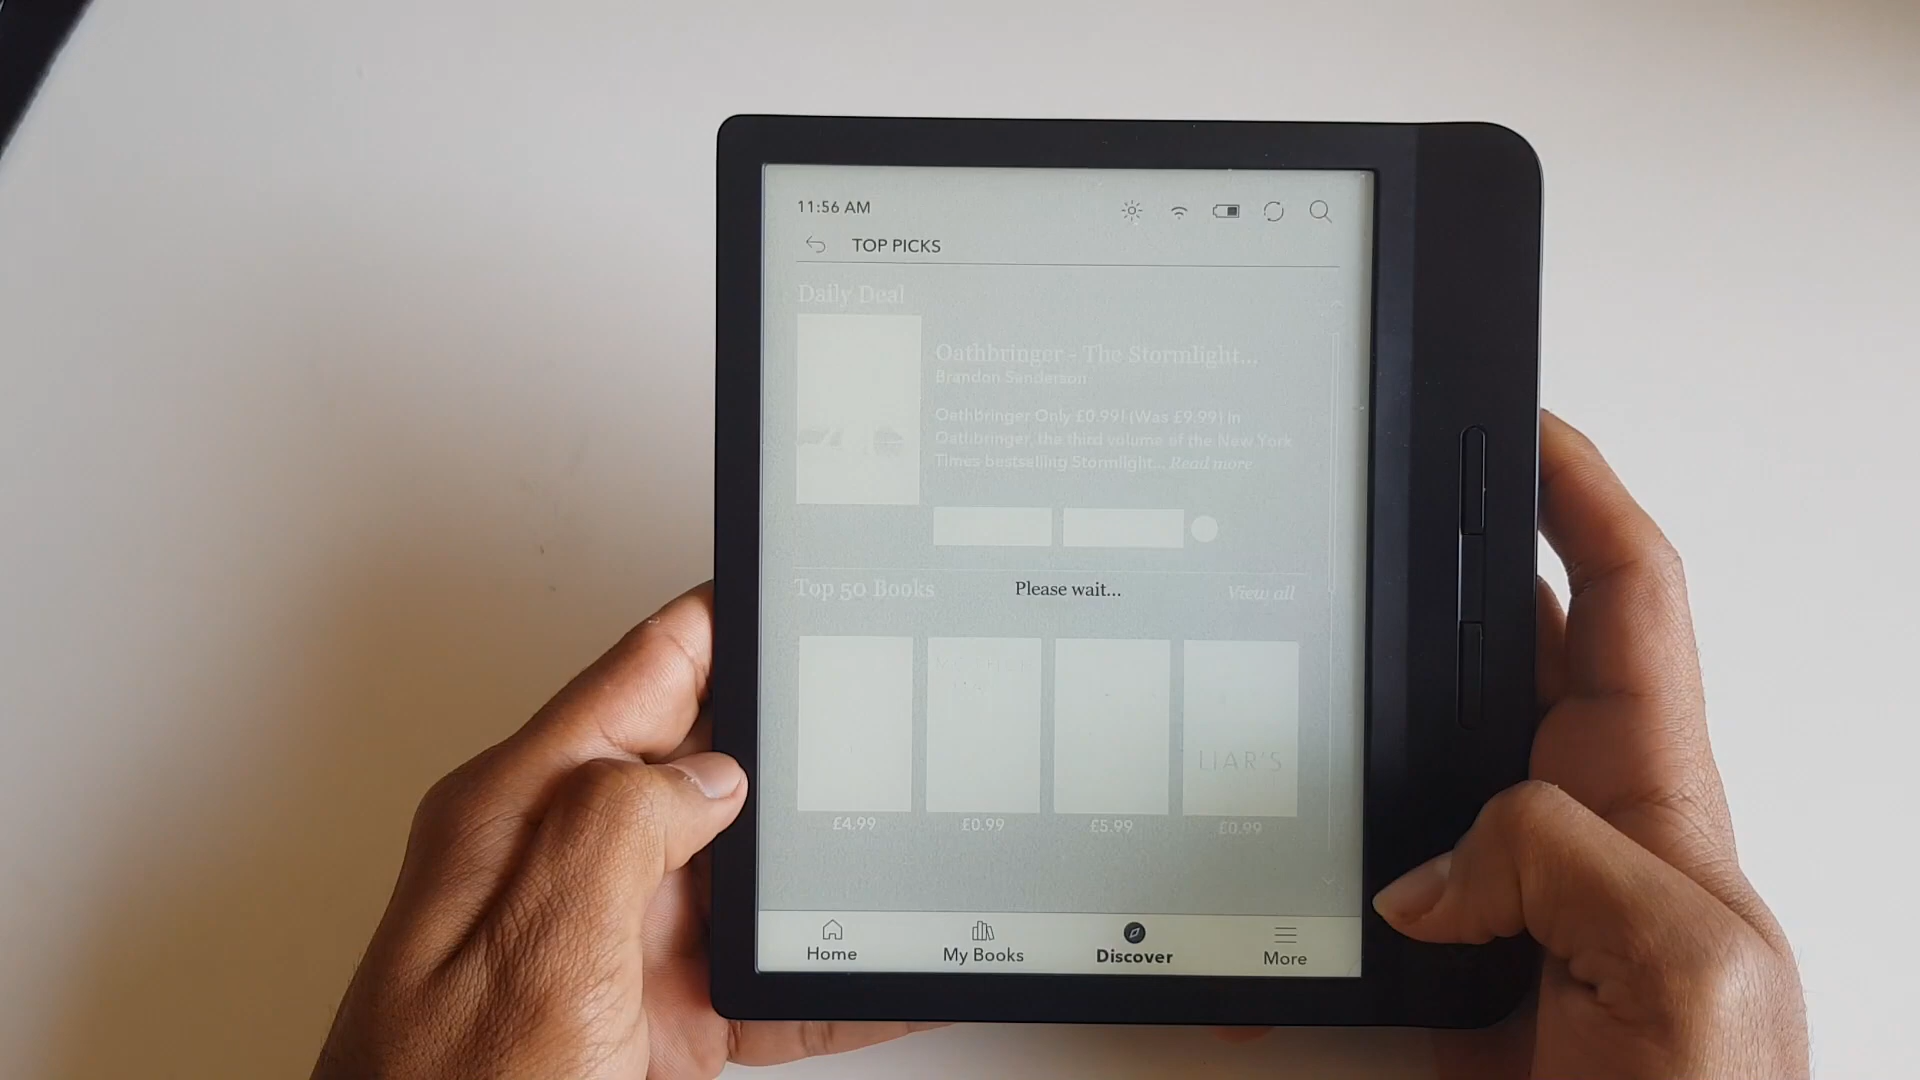 11:56 AM
TOP PICKS
Daily Deal
Oathbringer - The Stormlight...
Brandon Sanderson
Oathbringer Only £0.99! (Was £9.99) In
Oathbringer, the third volume of the New York
Times bestselling Stormlight... Read more
Top 50 Books
Please wait...
View all
LIAR'S
£4.99
£0.99
£5.99
£0.99
Home
My Books
Discover
More